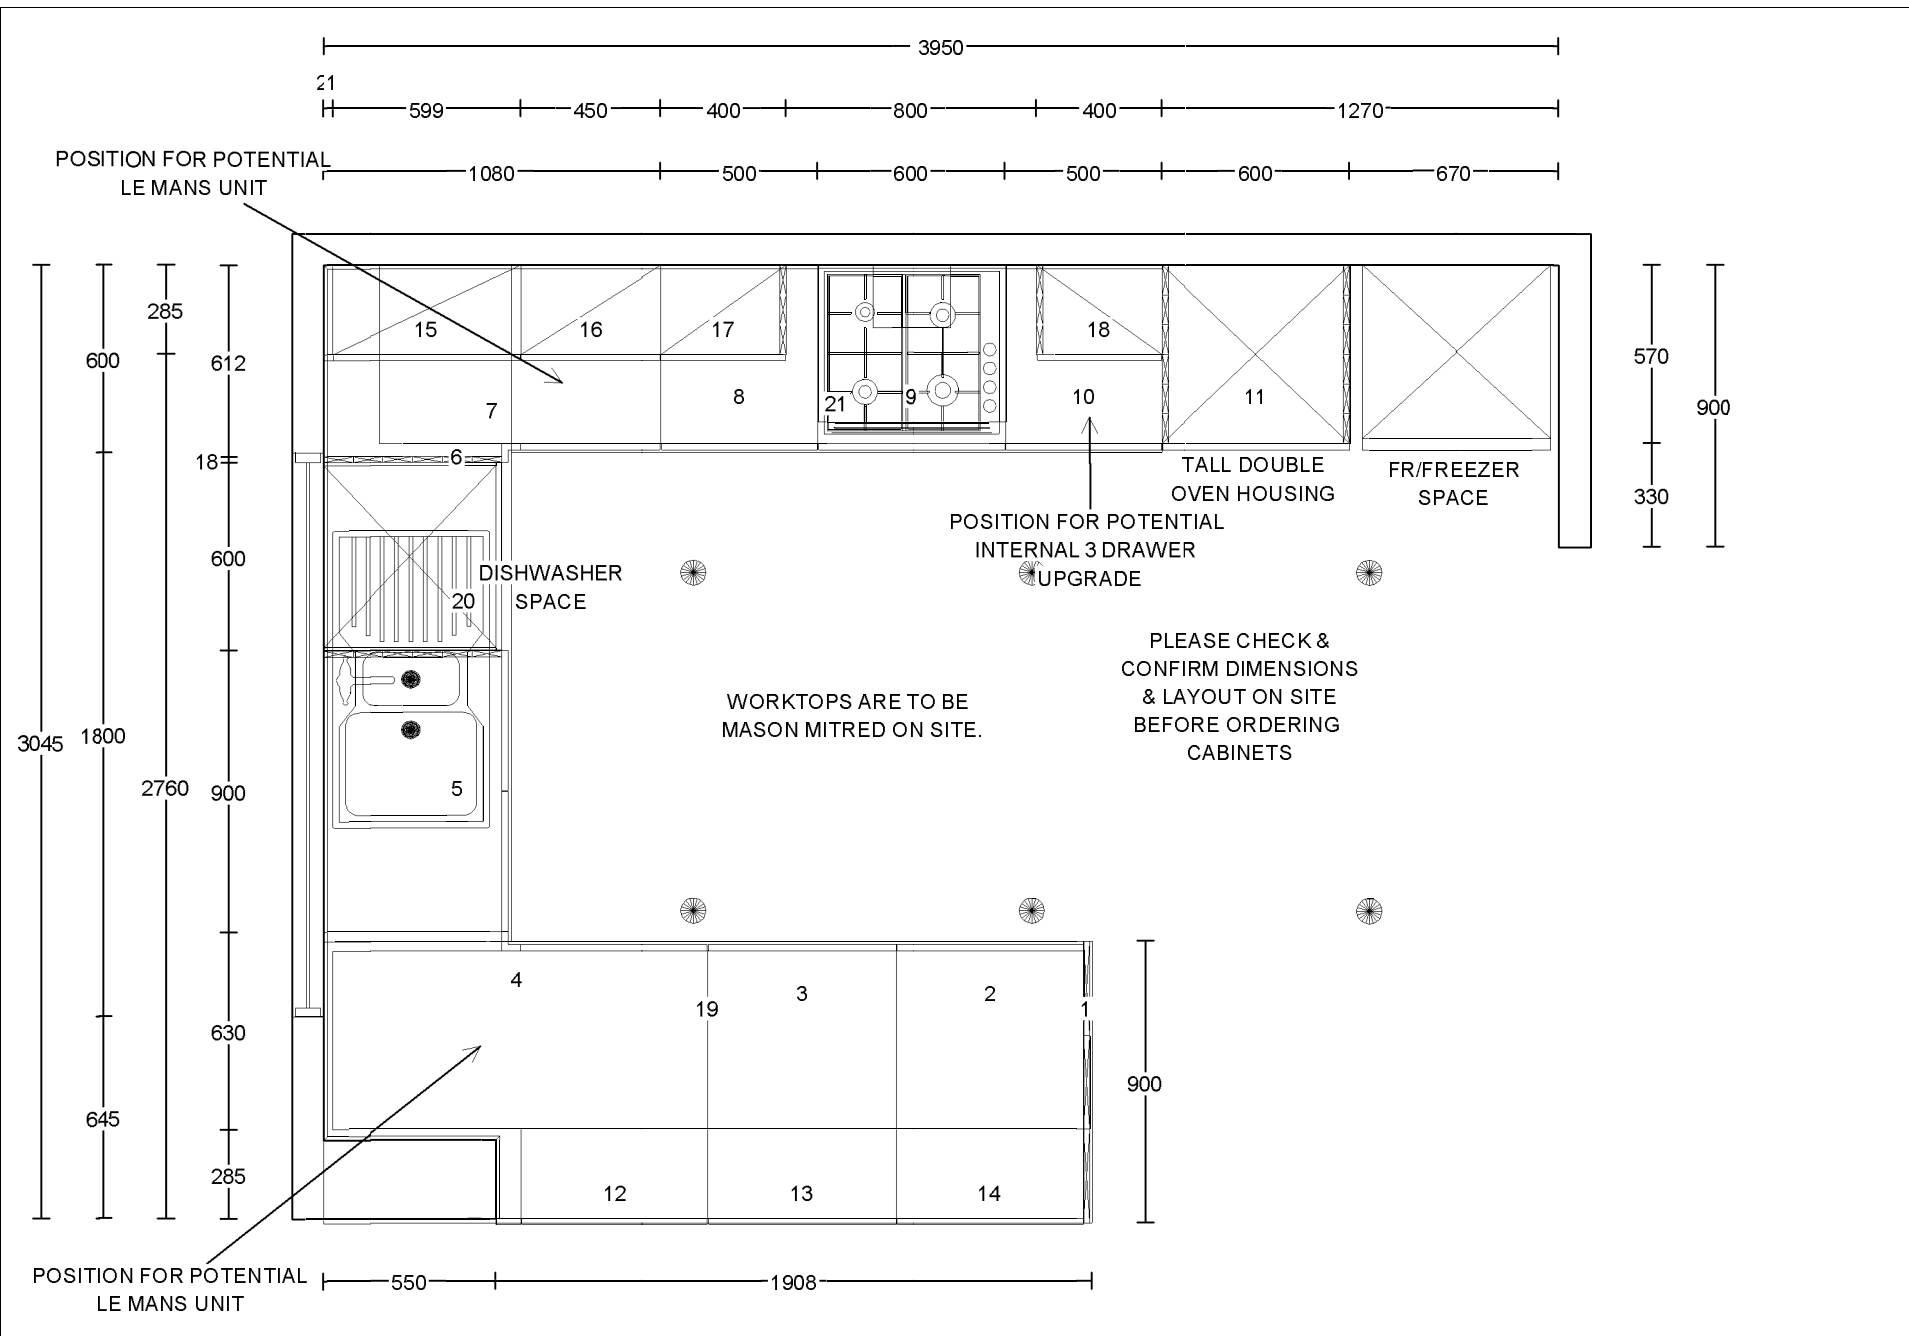 3950
21
599 450 400 800 400 1270
POSITION FOR POTENTIAL
LE MANS UNIT
1080 500 600 500 600 670
285
600
612
18
600
3045
1800
2760
900
630
645
285
15 16 17 18
7 8 21 9 10 11
6
570
900
330
TALL DOUBLE
OVEN HOUSING
FR/FREEZER
SPACE
POSITION FOR POTENTIAL
INTERNAL 3 DRAWER
UPGRADE
DISHWASHER
SPACE
20
PLEASE CHECK &
CONFIRM DIMENSIONS
& LAYOUT ON SITE
BEFORE ORDERING
CABINETS
WORKTOPS ARE TO BE
MASON MITRED ON SITE.
5
4 3 2
19 1
900
12 13 14
POSITION FOR POTENTIAL
LE MANS UNIT
550 1908